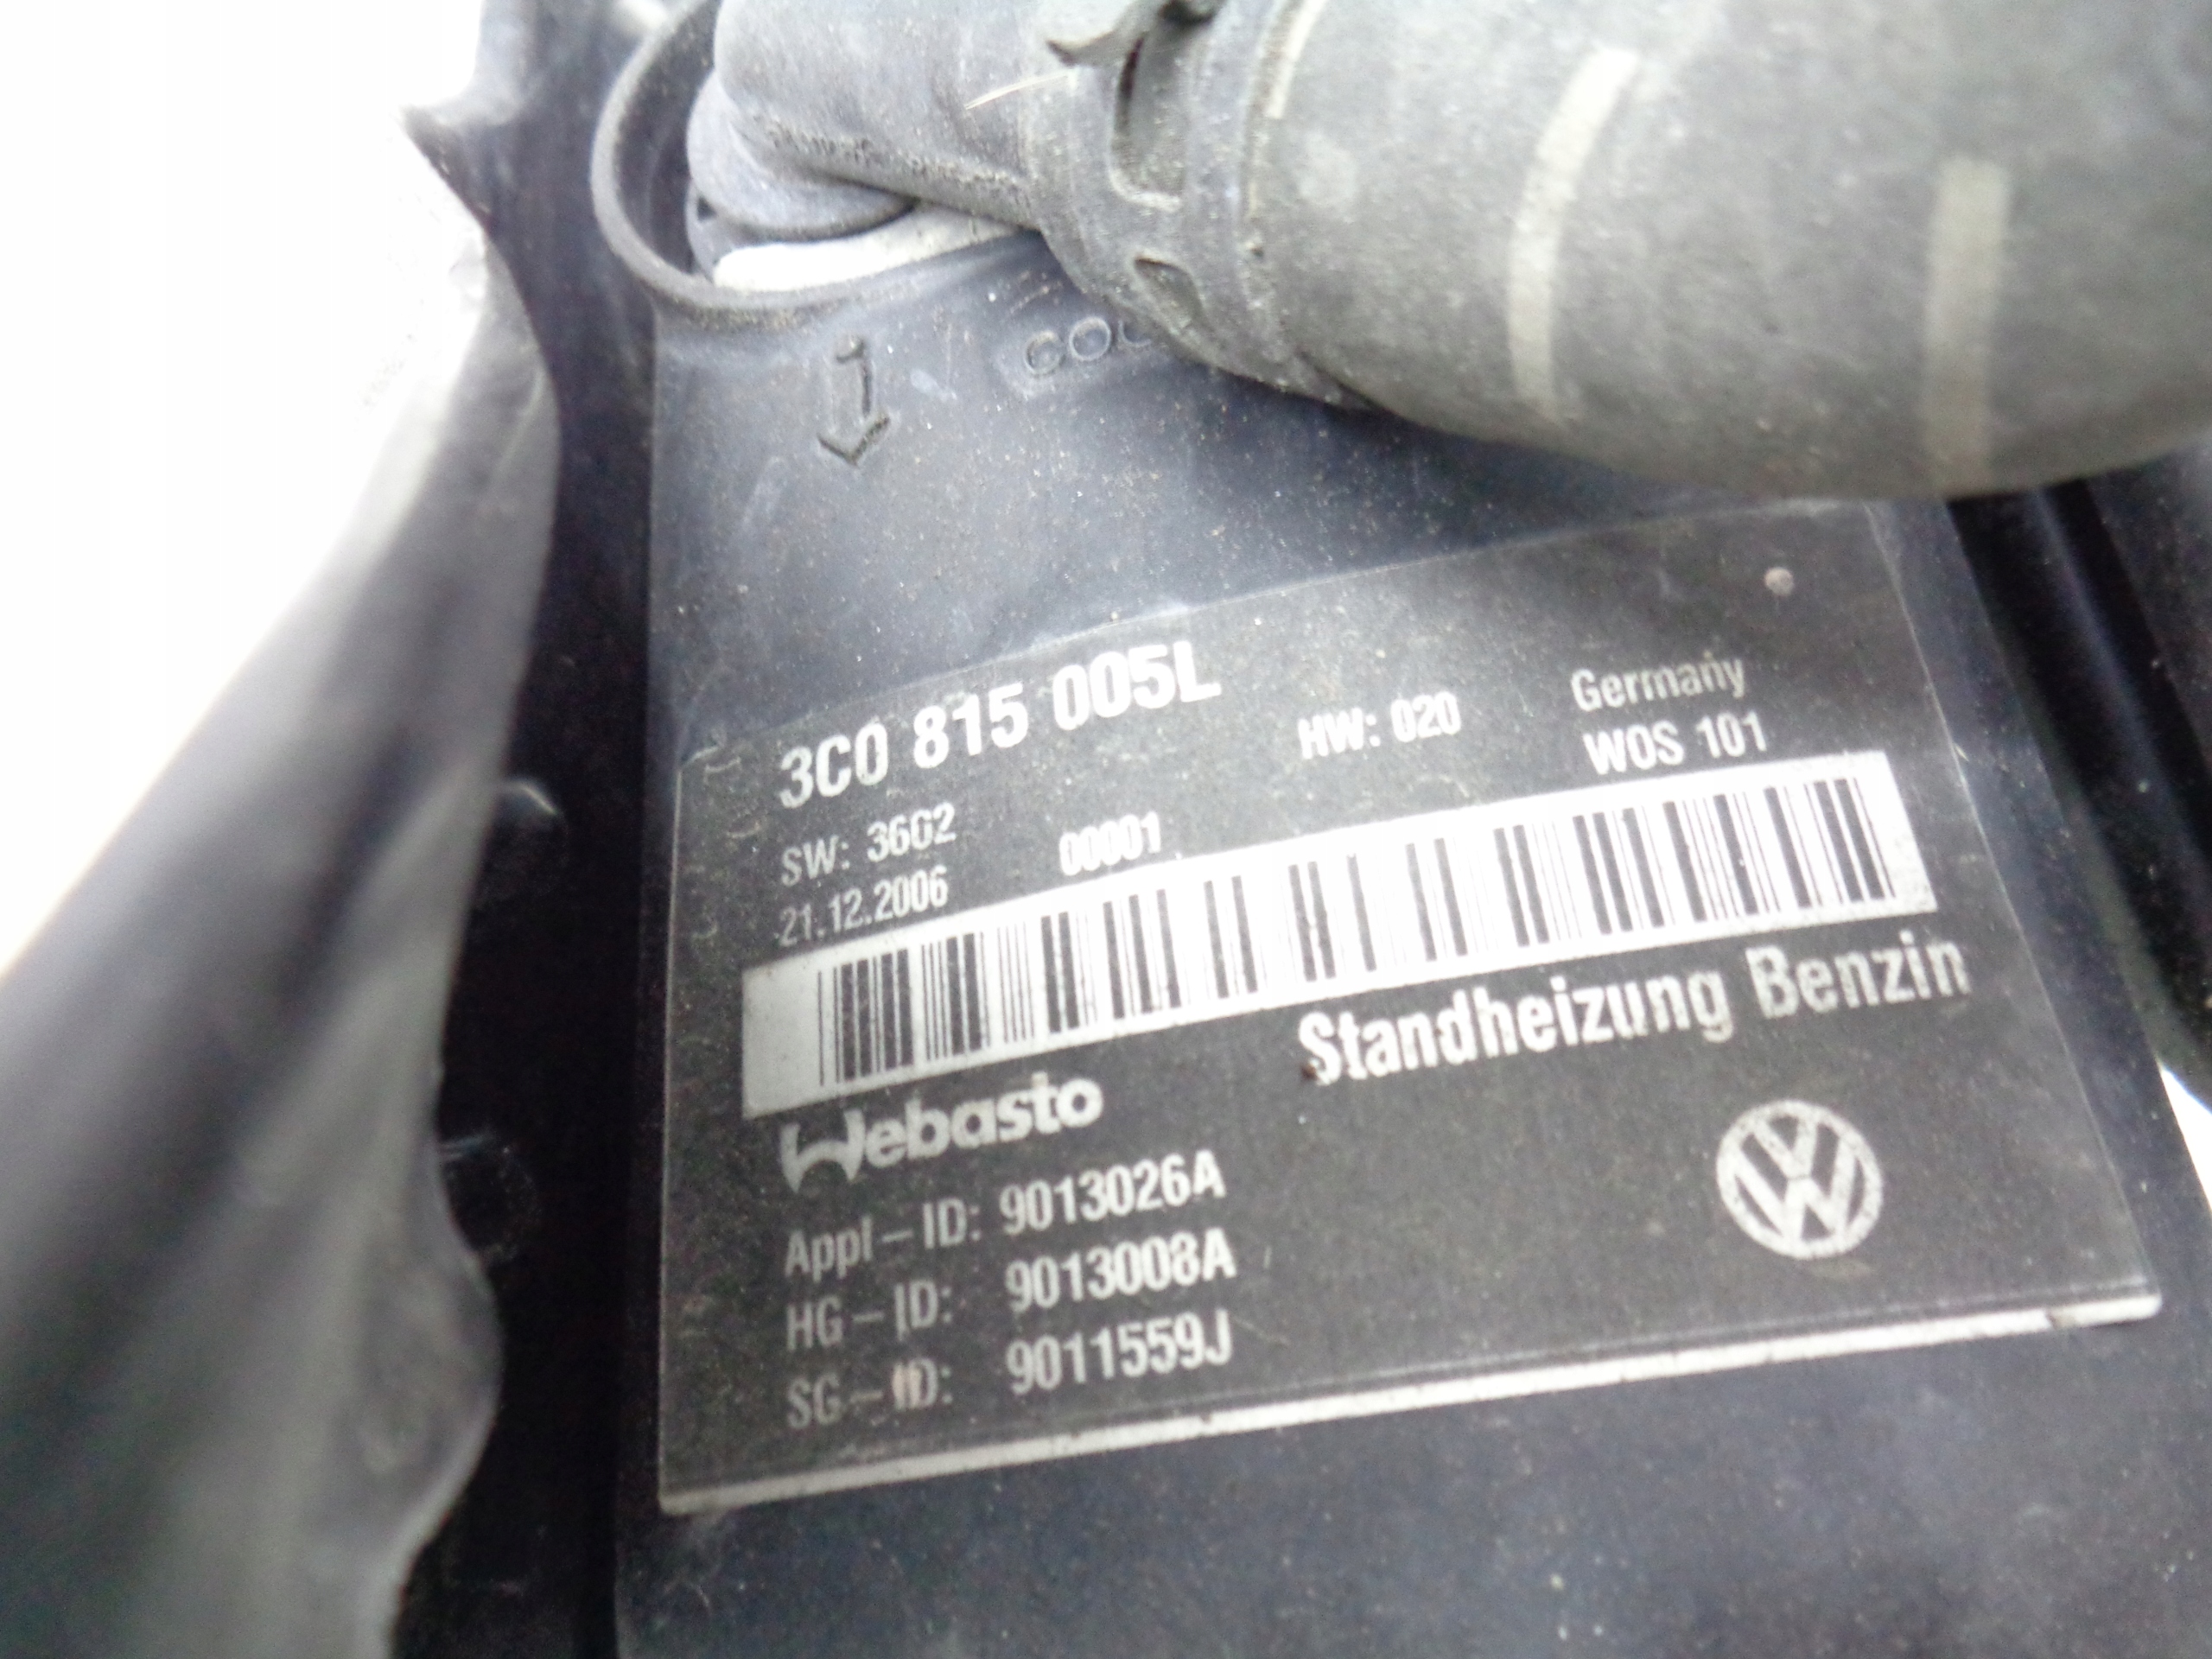 3C0 815 005L
HW: 020
Germany
WOS 101
SW: 3602
00001
21.12.2006
Standheizung Benzin
Webasto
Appl-ID: 9013026A
HG-ID: 9013008A
SG-ID: 9011559J